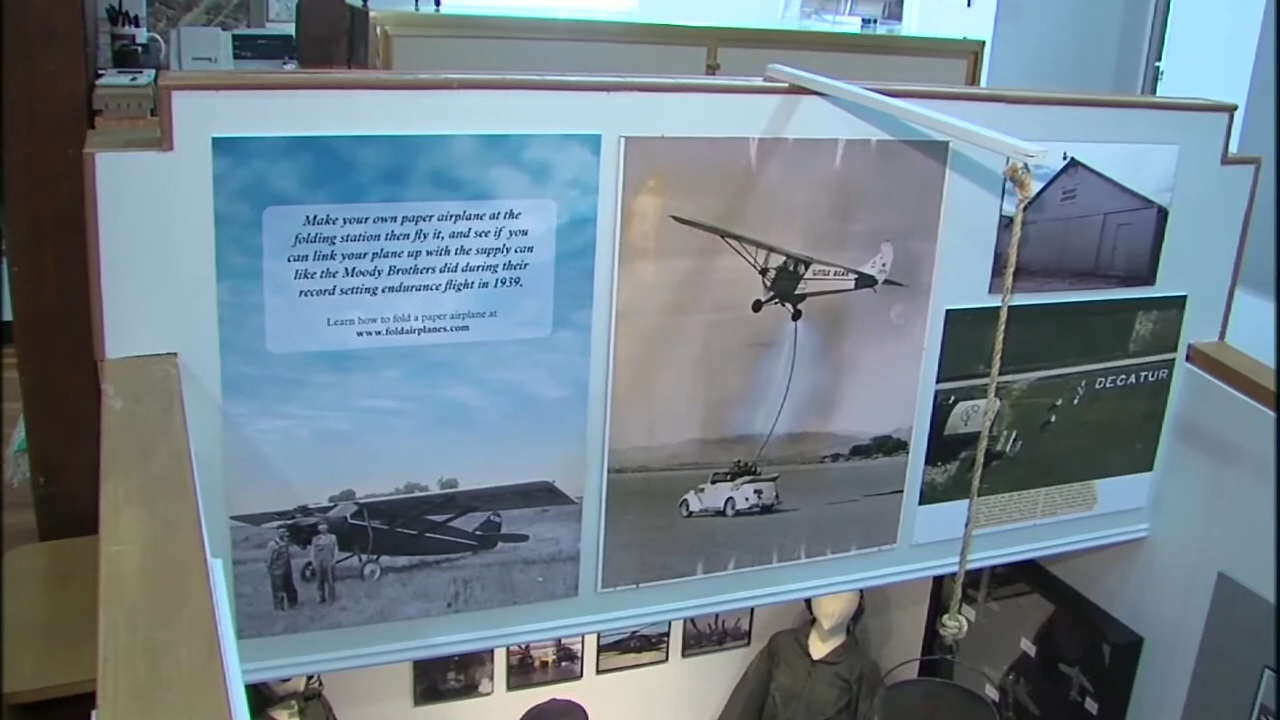 Make your own paper airplane at the
folding station then fly it, and see if you
can link your plane up with the supply can
like the Moody Brothers did during their
record setting endurance flight in 1939.
Learn how to fold a paper airplane at
www.foldairplanes.com
LITTLE BEAR
DECATUR